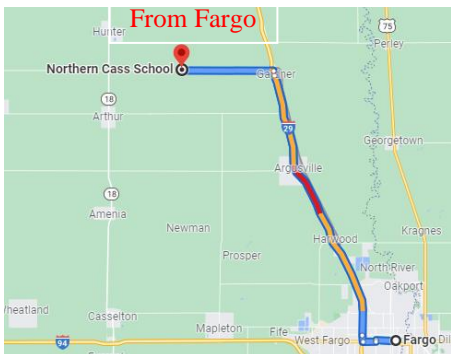 From Fargo
Hunter
75
Perley
Northern Cass School
Gardner
18
Arthur
29
Georgetown
Argusville
18
Amenia
Newman
Harwood
Kragnes
Prosper
North River
Oakport
Wheatland
Casselton
Mapleton
Fife
West Fargo
Fargo
Dil
94